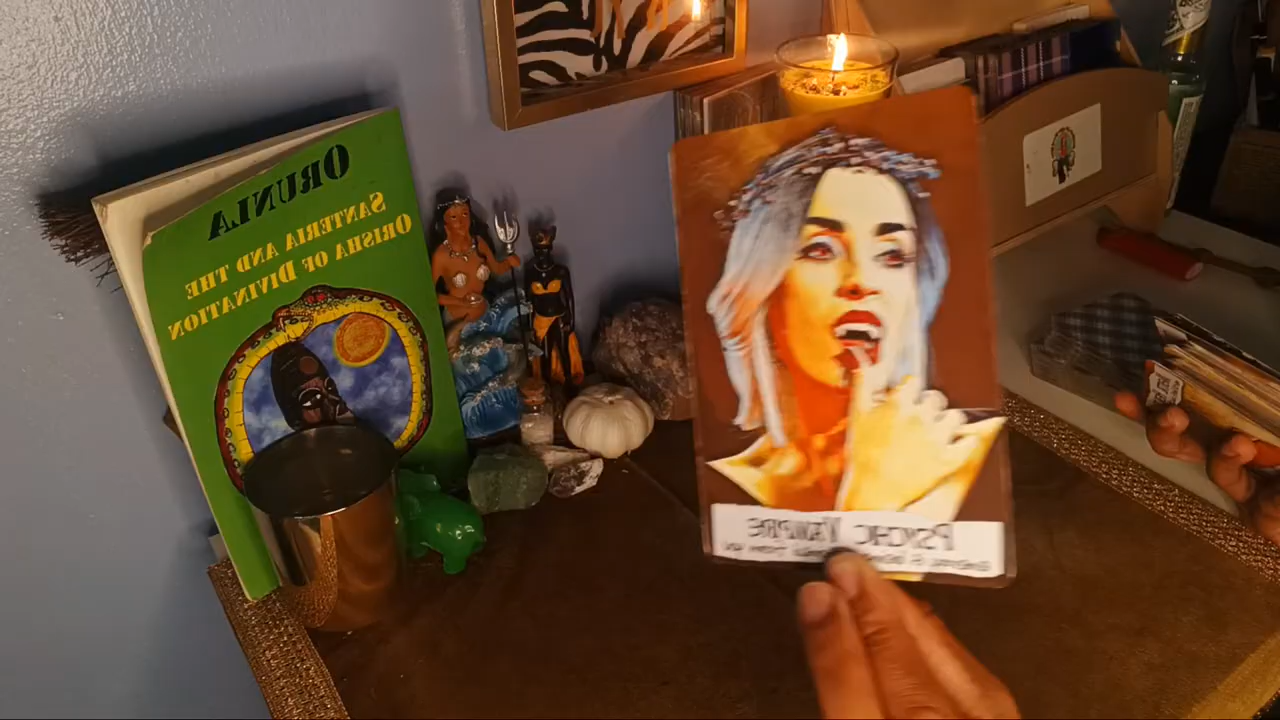 ORUNLA
SANTERIA AND THE
ORISHA OF DIVINATION
PSYCHIC VAMPIRE